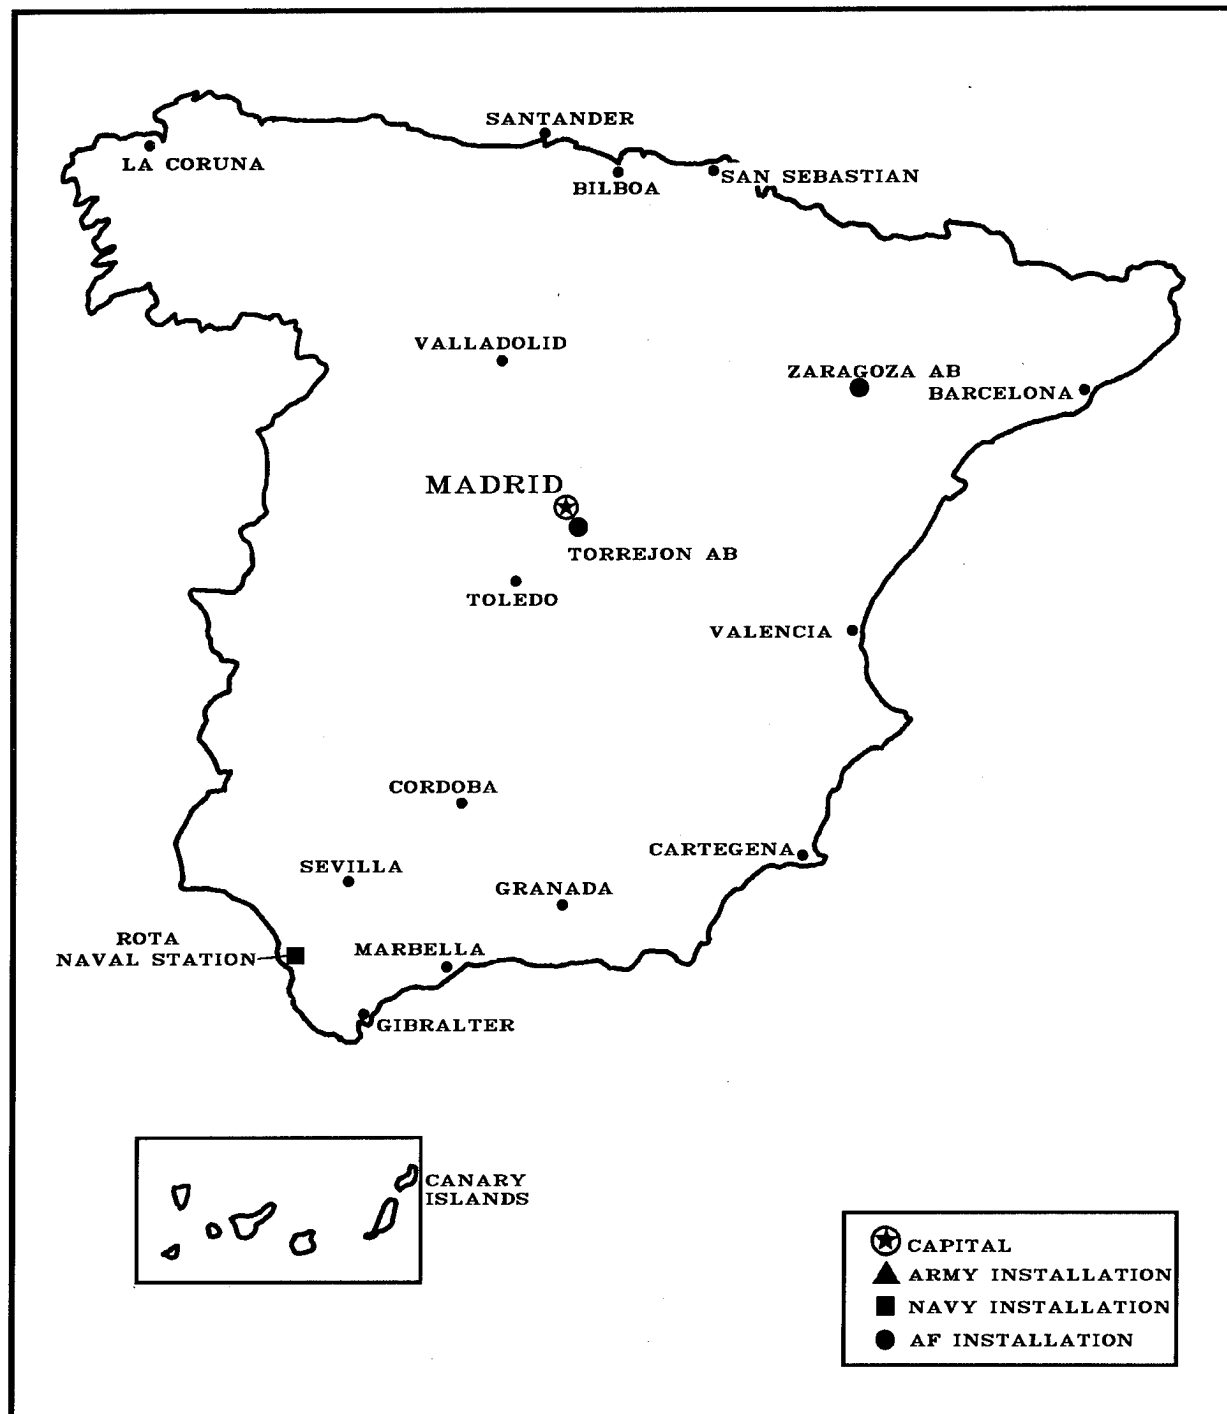 SANTANDER
LA CORUNA
BILBOA
SAN SEBASTIAN
VALLADOLID
ZARAGOZA AB
BARCELONA
MADRID
TORREJON AB
TOLEDO
VALENCIA
CORDOBA
CARTEGENA
SEVILLA
GRANADA
ROTA
NAVAL STATION
MARBELLA
GIBRALTER
CANARY
ISLANDS
CAPITAL
ARMY INSTALLATION
NAVY INSTALLATION
AF INSTALLATION